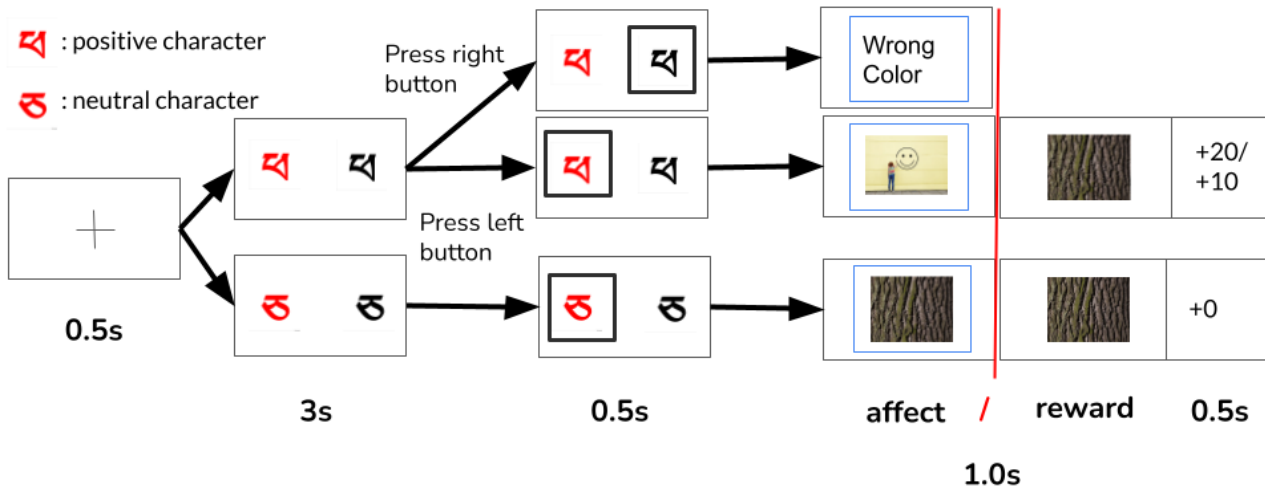 : positive character
: neutral character
Press right
button
Wrong
Color
+20/
+10
Press left
button
+0
0.5s
3s
0.5s
affect / reward 0.5s
1.0s